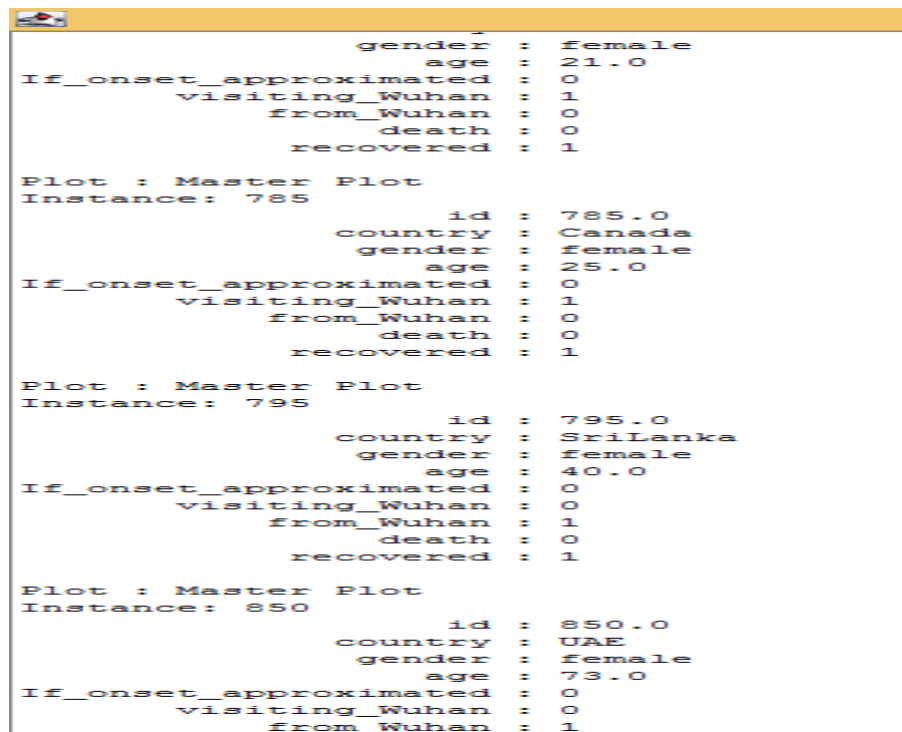 gender : female
age : 21.0
If_onset_approximated : 0
visiting_Wuhan : 1
from_Wuhan : 0
death : 0
recovered : 1
Plot : Master Plot
Instance: 785
id : 785.0
country : Canada
gender : female
age : 25.0
If_onset_approximated : 0
visiting_Wuhan : 1
from_Wuhan : 0
death : 0
recovered : 1
Plot : Master Plot
Instance: 795
id : 795.0
country : SriLanka
gender : female
age : 40.0
If_onset_approximated : 0
visiting_Wuhan : 0
from_Wuhan : 1
death : 0
recovered : 1
Plot : Master Plot
Instance: 850
id : 850.0
country : UAE
gender : female
age : 73.0
If_onset_approximated : 0
visiting_Wuhan : 0
from_Wuhan : 1